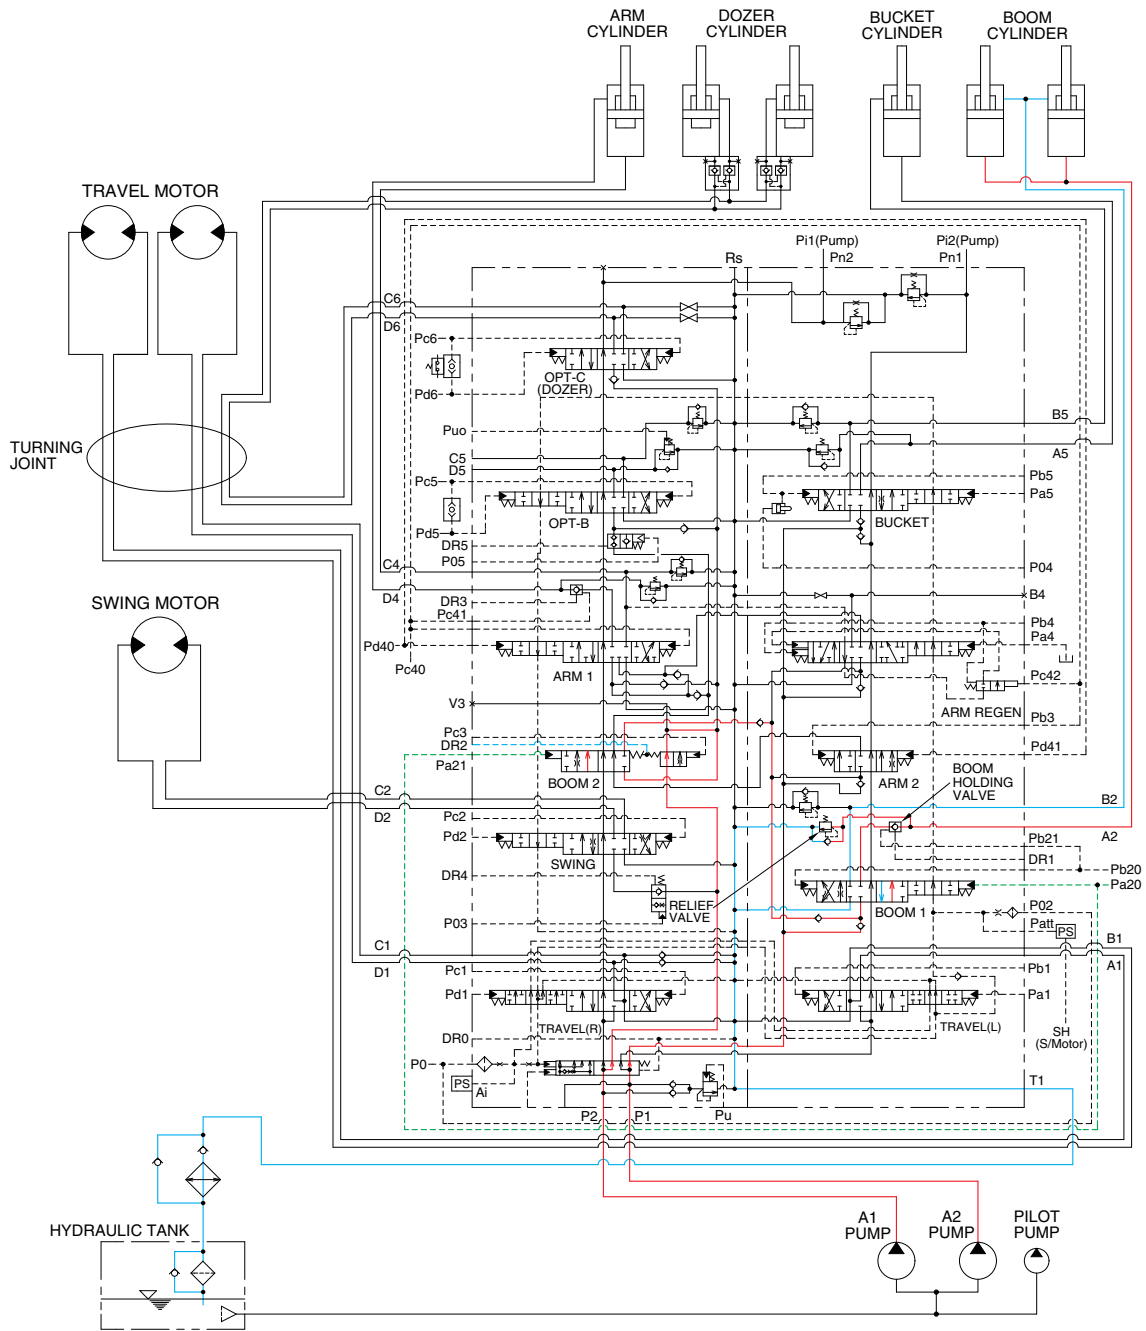 ARM
CYLINDER
DOZER
CYLINDER
BUCKET
CYLINDER
BOOM
CYLINDER
TRAVEL MOTOR
TURNING
JOINT
SWING MOTOR
HYDRAULIC TANK
Pi1(Pump)
Pn2
Pi2(Pump)
Pn1
Rs
C6
D6
Pc6
Pd6
OPT-C
(DOZER)
Puo
C5
D5
Pc5
Pd5
OPT-B
DR5
P05
C4
D4
DR3
Pc41
Pd40
Pc40
ARM 1
V3
Pc3
DR2
Pa21
BOOM 2
C2
D2
Pc2
Pd2
SWING
DR4
P03
RELIEF
VALVE
C1
D1
Pc1
Pd1
TRAVEL(R)
DR0
P0
PS
Ai
P2
P1
Pu
B5
A5
Pb5
Pa5
BUCKET
P04
B4
Pb4
Pa4
Pc42
ARM REGEN
Pb3
Pd41
ARM 2
BOOM
HOLDING
VALVE
B2
A2
Pb21
DR1
Pb20
Pa20
BOOM 1
P02
Patt
PS
B1
A1
Pb1
Pa1
TRAVEL(L)
SH
(S/Motor)
T1
A1
PUMP
A2
PUMP
PILOT
PUMP